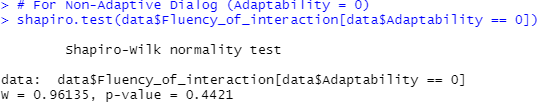 > # For Non-Adaptive Dialog (Adaptability = 0)
> shapiro.test(data$Fluency_of_interaction[data$Adaptability == 0])
Shapiro-Wilk normality test
data:  data$Fluency_of_interaction[data$Adaptability == 0]
W = 0.96135, p-value = 0.4421